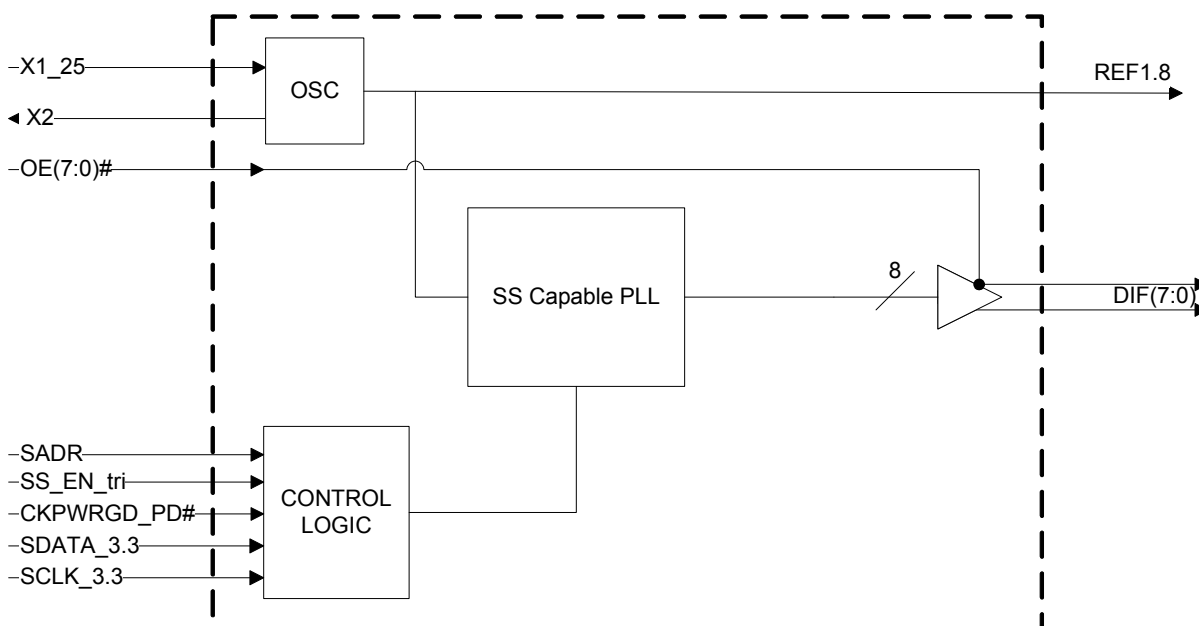 X1_25
OSC
REF1.8
X2
OE(7:0)#
8
SS Capable PLL
DIF(7:0)
SADR
SS_EN_tri
CKPWRGD_PD#
SDATA_3.3
SCLK_3.3
CONTROL
LOGIC